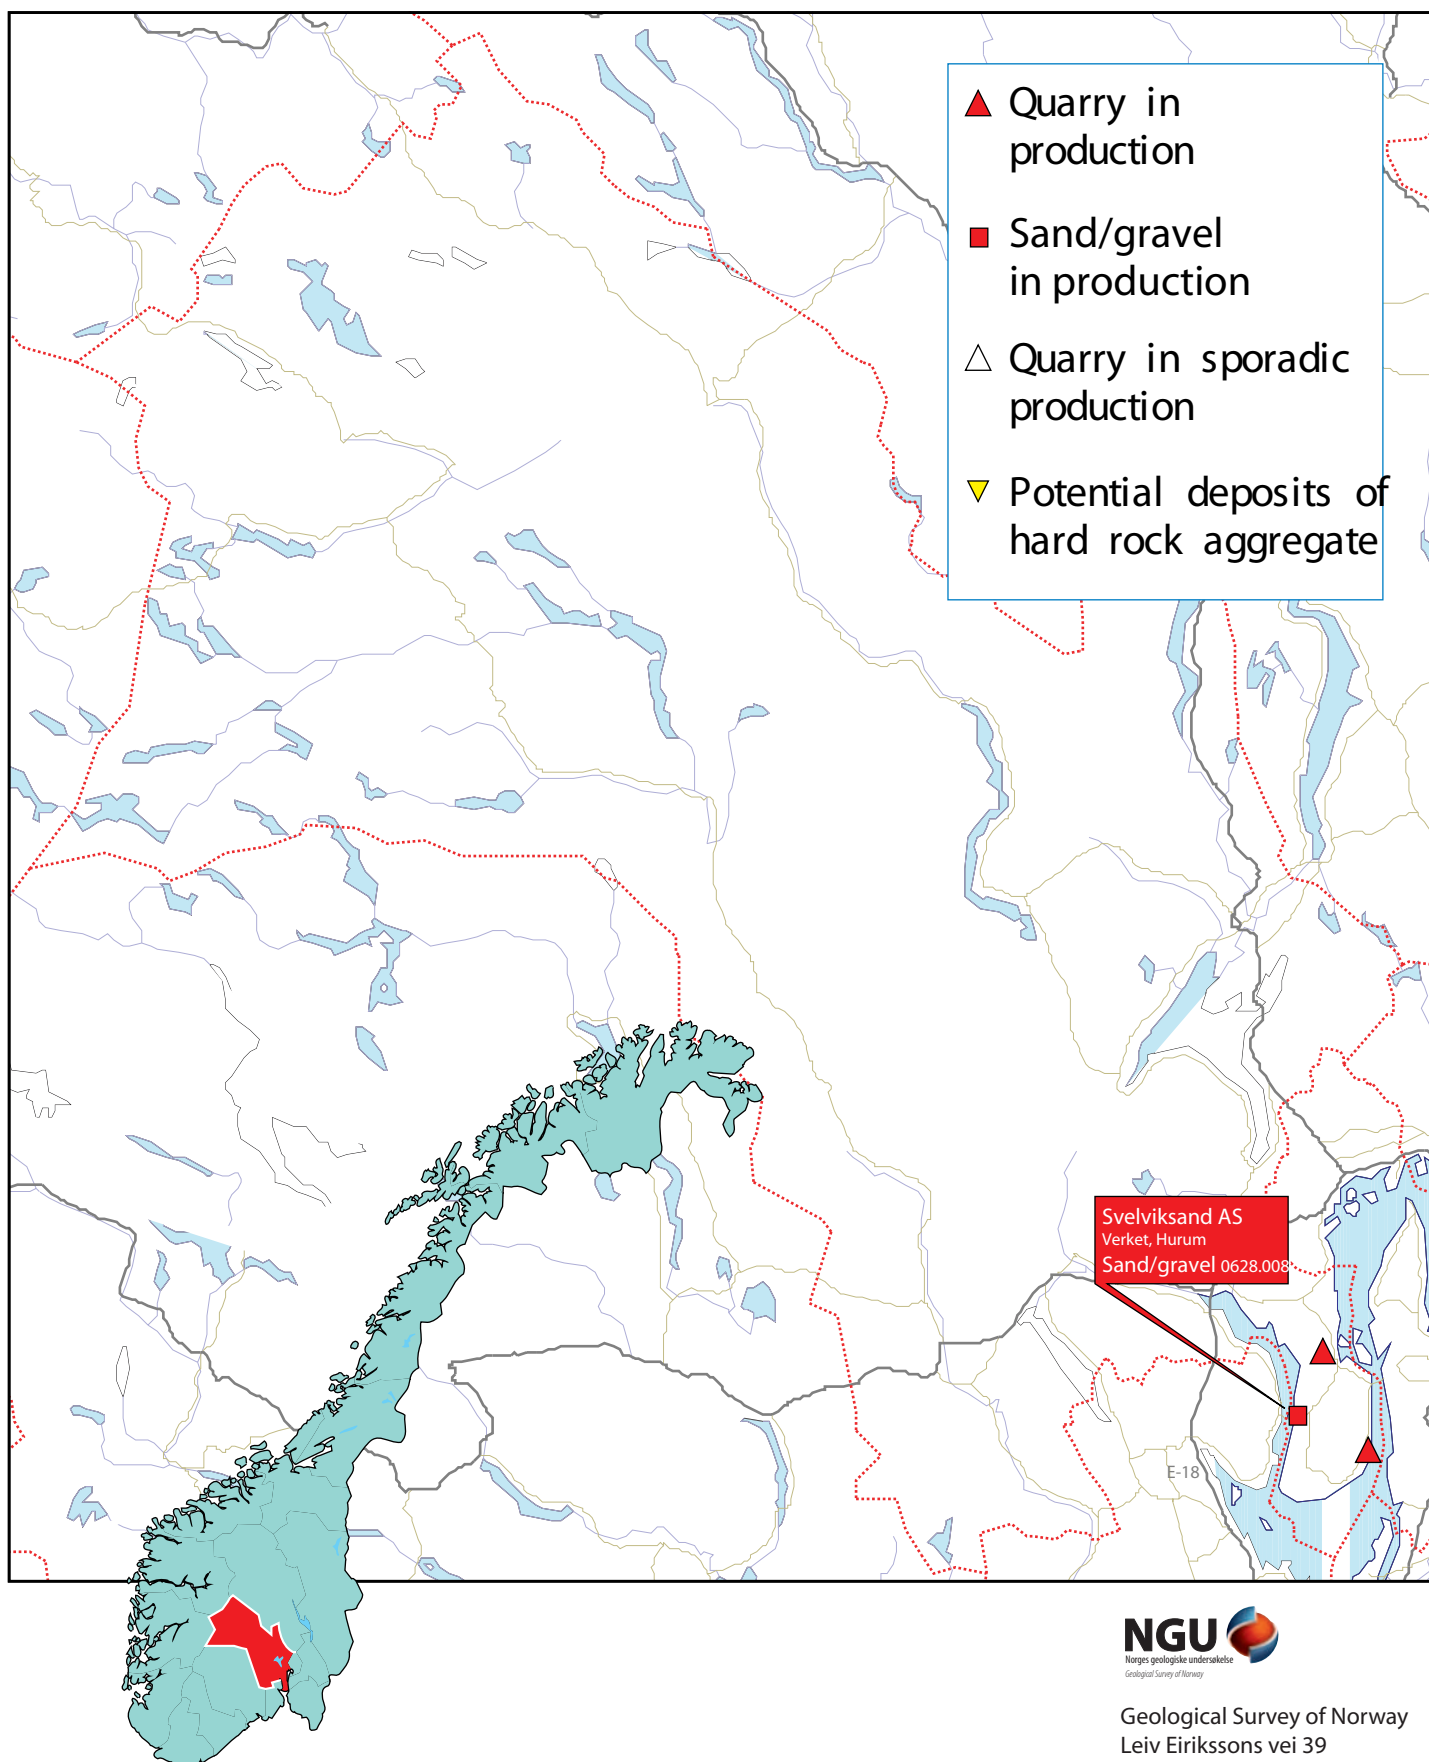 Quarry in
production
Sand/gravel
in production
Quarry in sporadic
production
Potential deposits of
hard rock aggregate
Svelviksand AS
Verket, Hurum
Sand/gravel 0628.008
E-18
NGU
Norges geologiske undersøkelse
Geological Survey of Norway
Geological Survey of Norway
Leiv Eirikssons vei 39